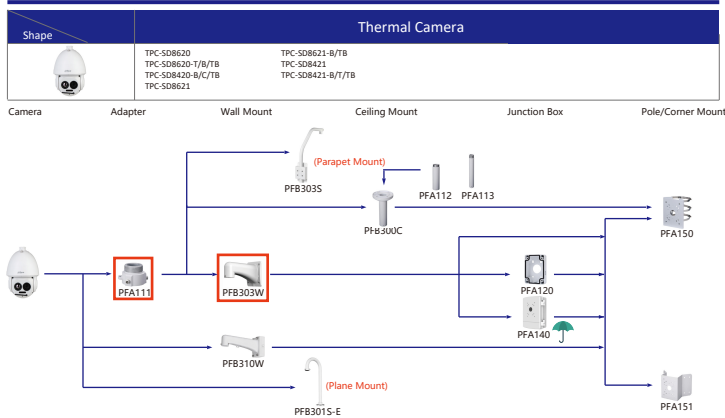 Shape
Thermal Camera
TPC-SD8620
TPC-SD8621-B/TB
TPC-SD8620-T/B/TB
TPC-SD8421
TPC-SD8420-B/C/TB
TPC-SD8421-B/T/TB
TPC-SD8621
Camera
Adapter
Wall Mount
Ceiling Mount
Junction Box
Pole/Corner Mount
(Parapet Mount)
PFB303S
PFA112
PFA113
PFB300C
PFA150
PFA111
PFB303W
PFA120
PFA140
PFB310W
(Plane Mount)
PFB301S-E
PFA151